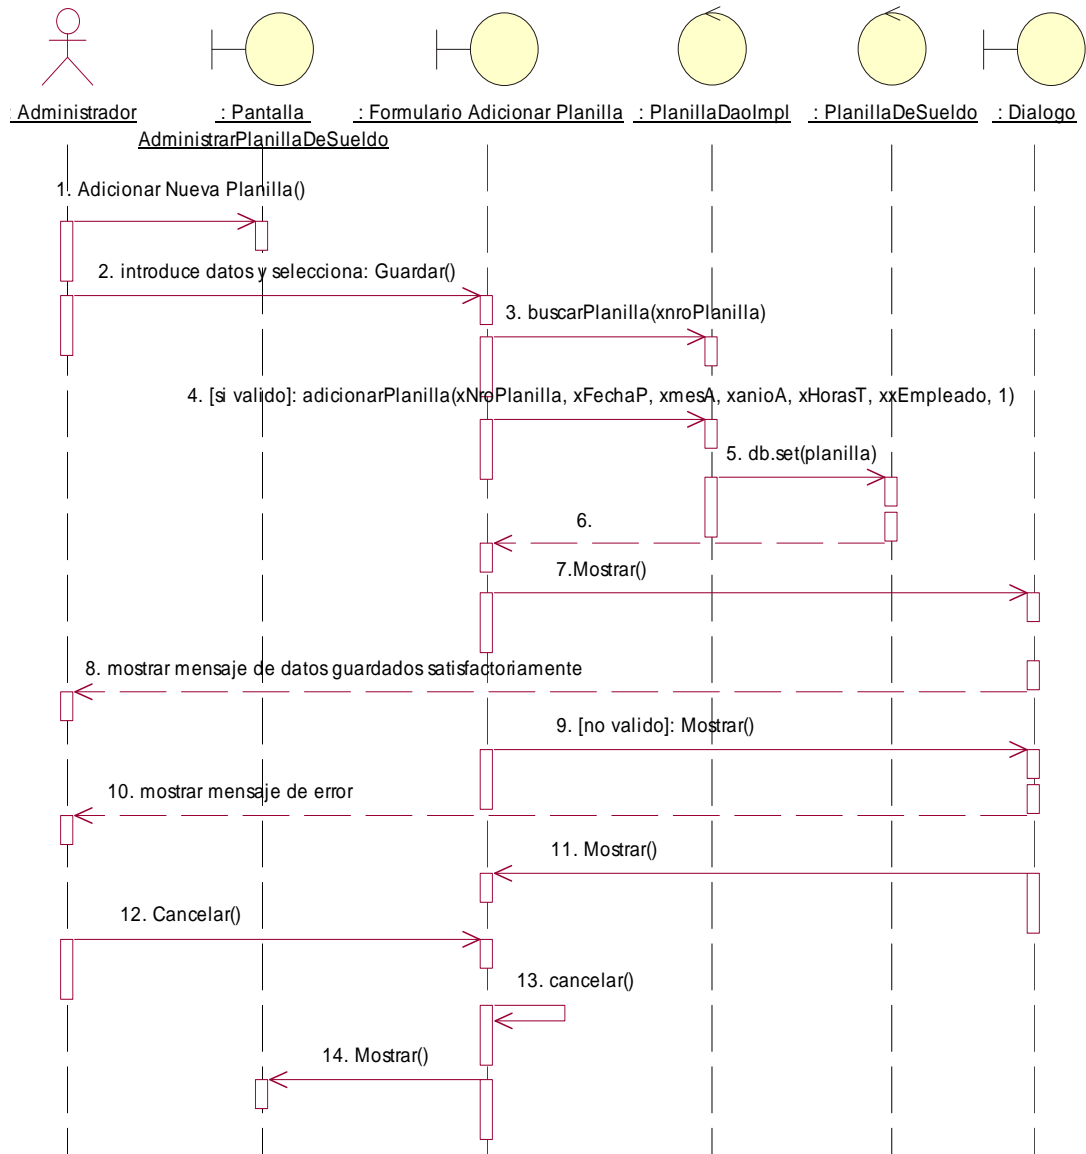 : Administrador
: Pantalla
AdministrarPlanillaDeSueldo
: Formulario Adicionar Planilla
: PlanillaDaoImpl
: PlanillaDeSueldo
: Dialogo
1. Adicionar Nueva Planilla()
2. introduce datos y selecciona: Guardar()
3. buscarPlanilla(xnroPlanilla)
4. [si valido]: adicionarPlanilla(xNroPlanilla, xFechaP, xmesA, xanioA, xHorasT, xxEmpleado, 1)
5. db.set(planilla)
6.
7.Mostrar()
8. mostrar mensaje de datos guardados satisfactoriamente
9. [no valido]: Mostrar()
10. mostrar mensaje de error
11. Mostrar()
12. Cancelar()
13. cancelar()
14. Mostrar()